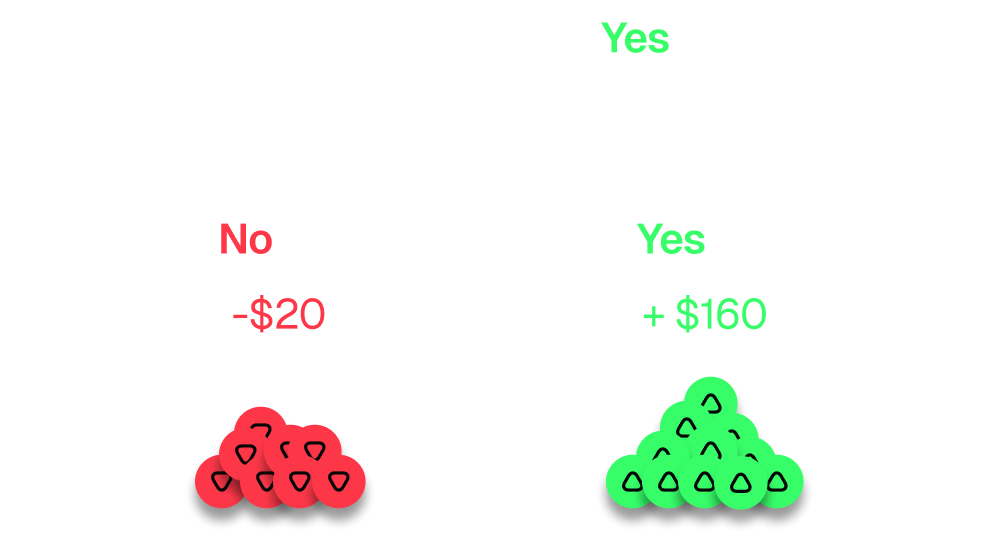 Yes
No
Yes
-$20
+ $160